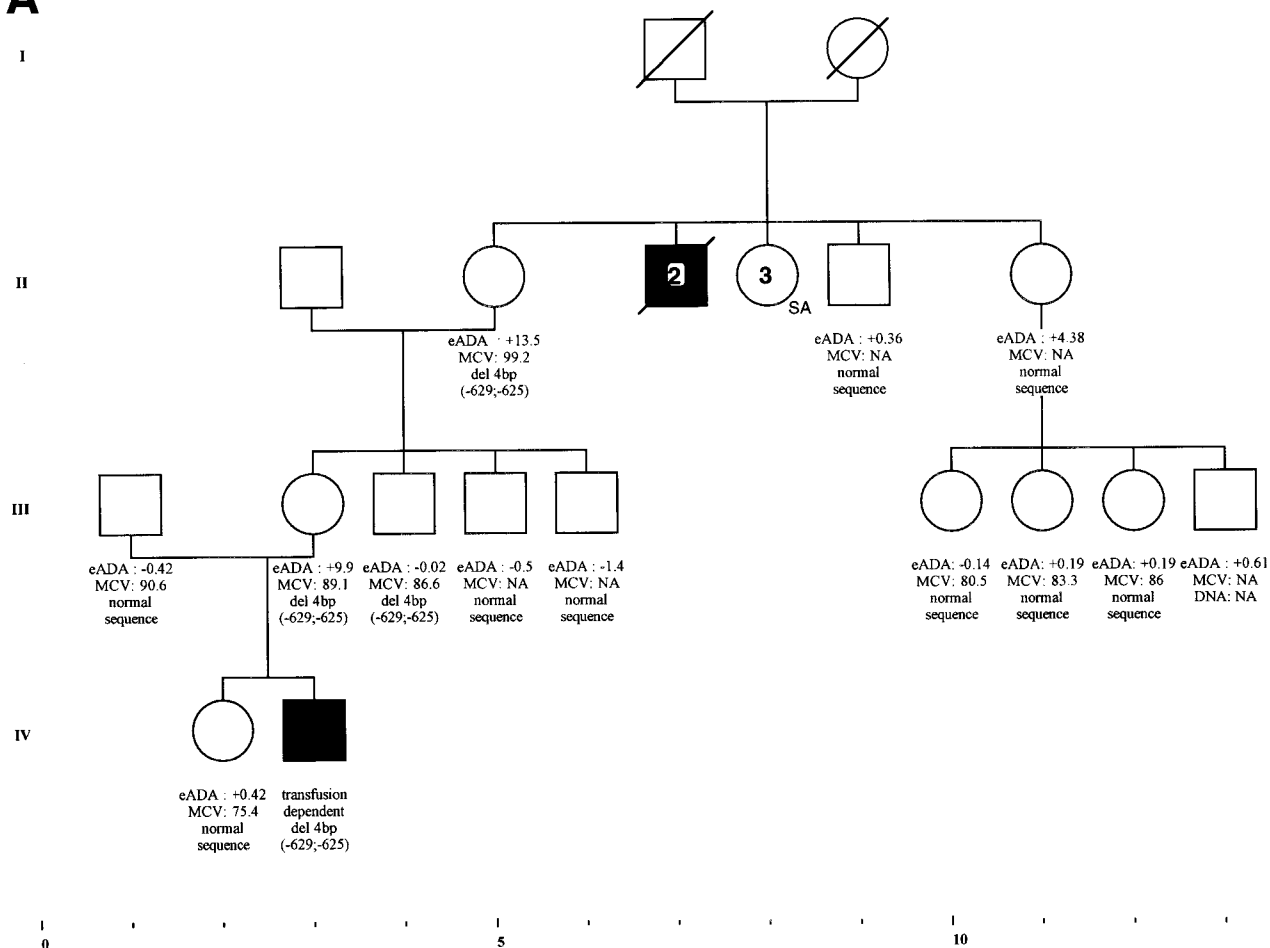 A
I
II
2
3
SA
eADA : +13.5
MCV: 99.2
del 4bp
(-629;-625)
eADA : +0.36
MCV: NA
normal
sequence
eADA : +4.38
MCV: NA
normal
sequence
III
eADA : -0.42
MCV: 90.6
normal
sequence
eADA : +9.9
MCV: 89.1
del 4bp
(-629;-625)
eADA : -0.02
MCV: 86.6
del 4bp
(-629;-625)
eADA : -0.5
MCV: NA
normal
sequence
eADA : -1.4
MCV: NA
normal
sequence
eADA: -0.14
MCV: 80.5
normal
sequence
eADA : +0.19
MCV: 83.3
normal
sequence
eADA: +0.19
MCV: 86
normal
sequence
eADA : +0.61
MCV: NA
DNA: NA
IV
eADA : +0.42
MCV: 75.4
normal
sequence
transfusion
dependent
del 4bp
(-629;-625)
0
5
10